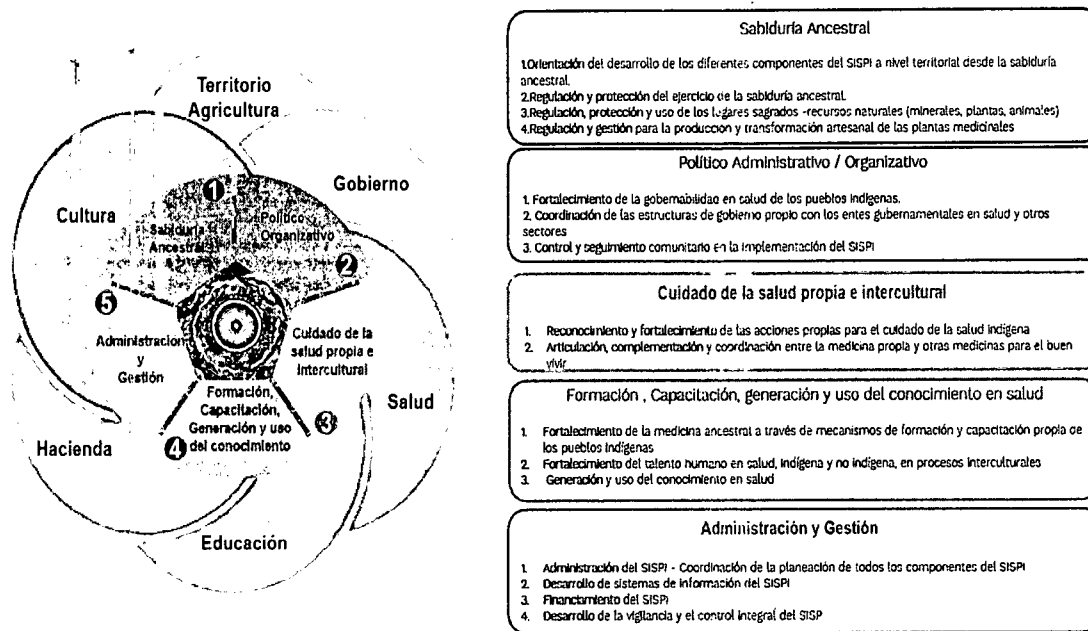 Territorio
Agricultura
Gobierno
Cultura
1
Sabiduría
Ancestral
Político
Organizativo
2
5
Administracion
y
Gestión
Cuidado de la
salud propia e
Intercultural
Formación,
Capacitación,
Generación y uso
del conocimiento
3
4
Salud
Hacienda
Educación
Sabiduría Ancestral
1.Orientación del desarrollo de los diferentes componentes del SISPI a nivel territorial desde la sabiduría
ancestral.
2.Regulación y protección del ejercicio de la sabiduría ancestral.
3.Regulación, protección y uso de los lugares sagrados -recursos naturales (minerales, plantas, animales)
4.Regulación y gestión para la produccion y transformación artesanal de las plantas medicinales
Político Administrativo / Organizativo
1. Fortalecimiento de la gobernabilidad en salud de los pueblos indígenas.
2. Coordinación de las estructuras de gobierno propio con los entes gubernamentales en salud y otros
sectores
3. Control y seguimiento comunitario en la implementación del SISPI
Cuidado de la salud propia e intercultural
1. Reconocimiento y fortalecimiento de las acciones propias para el cuidado de la salud indígena
2. Articulación, complementación y coordinación entre la medicina propia y otras medicinas para el buen
vivir
Formación , Capacitación, generación y uso del conocimiento en salud
1. Fortalecimiento de la medicina ancestral a través de mecanismos de formación y capacitación propia de
los pueblos indígenas
2. Fortalecimiento del talento humano en salud, indígena y no indígena, en procesos interculturales
3. Generación y uso del conocimiento en salud
Administración y Gestión
1. Administración del SISPI - Coordinación de la planeación de todos los componentes del SISPI
2. Desarrollo de sistemas de información del SISPI
3. Financiamiento del SISPI
4. Desarrollo de la vigilancia y el control integral del SISP